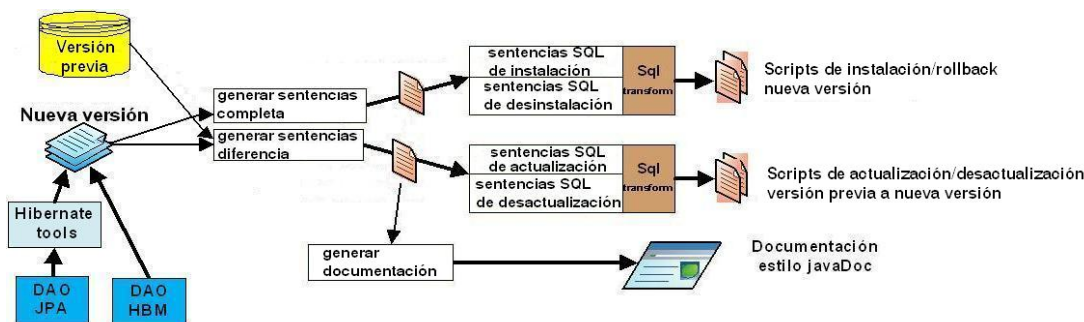 Versión
previa
Nueva versión
Hibernate
tools
DAO
JPA
DAO
HBM
generar sentencias
completa
generar sentencias
diferencia
sentencias SQL
de instalación
sentencias SQL
de desinstalación
Sql
transform
Scripts de instalación/rollback
nueva versión
sentencias SQL
de actualización
sentencias SQL
de desactualización
Sql
transform
Scripts de actualización/desactualización
versión previa a nueva versión
generar
documentación
Documentación
estilo javaDoc